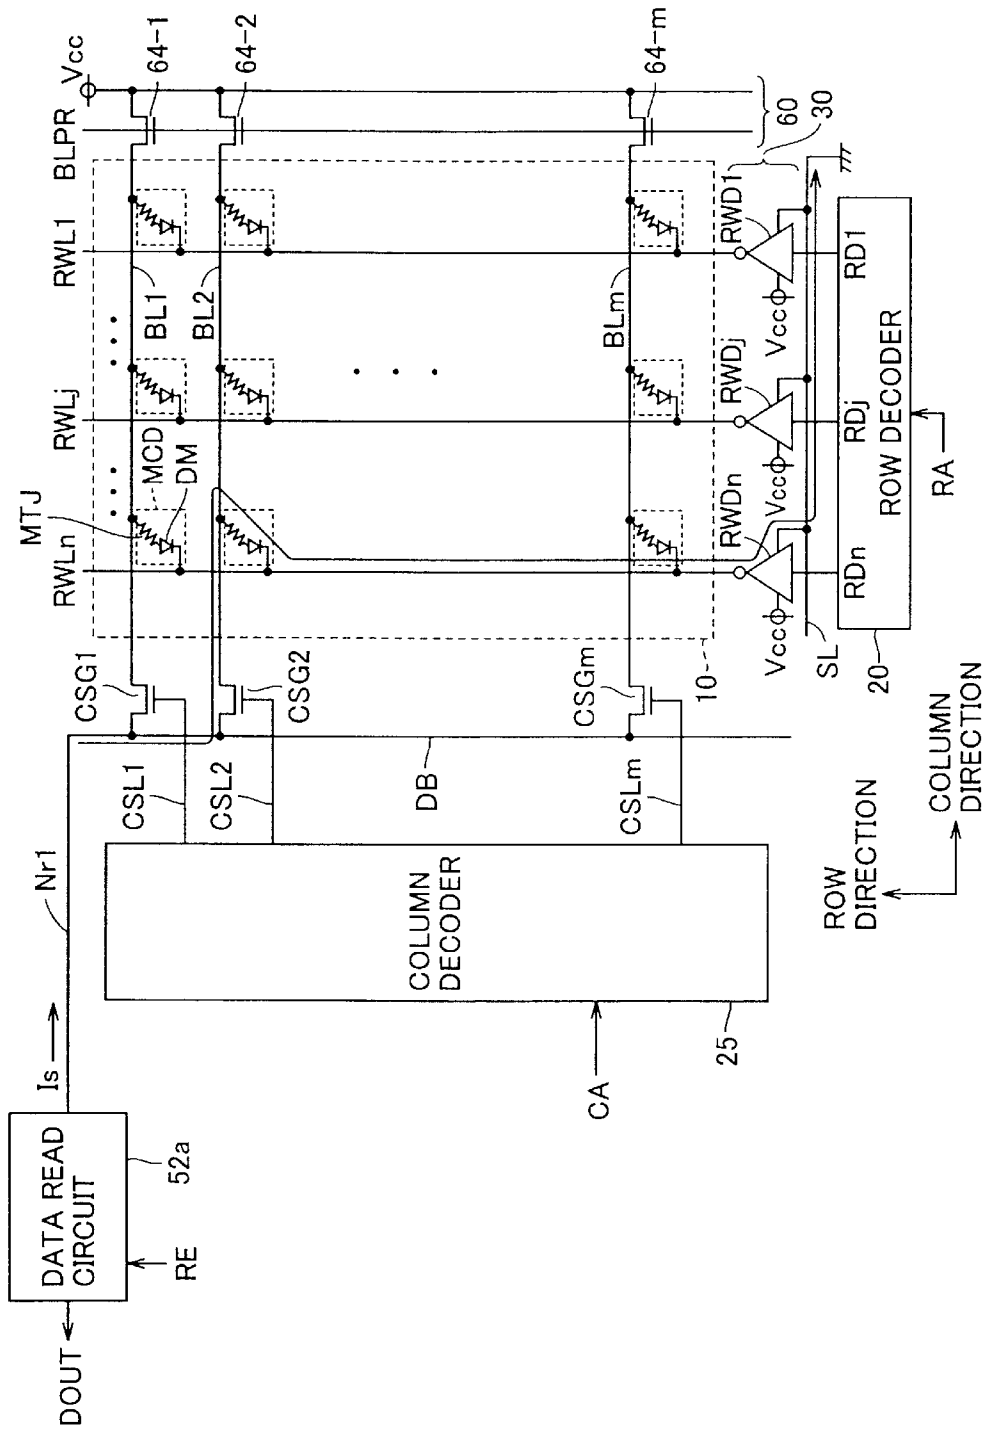 DOUT
DATA READ
CIRCUIT
52a
RE
Is
Nr1
CA
COLUMN
DECODER
25
CSL1
CSL2
CSLm
DB
CSG1
CSG2
CSGm
10
RWLn
MTJ
MCD
DM
RWLj
RWL1
BL1
BL2
BLm
BLPR
Vcc
64-1
64-2
64-m
60
30
RWDn
RWDj
RWD1
Vcc
Vcc
Vcc
SL
RDn
RDj
RD1
ROW DECODER
20
RA
ROW
DIRECTION
COLUMN
DIRECTION